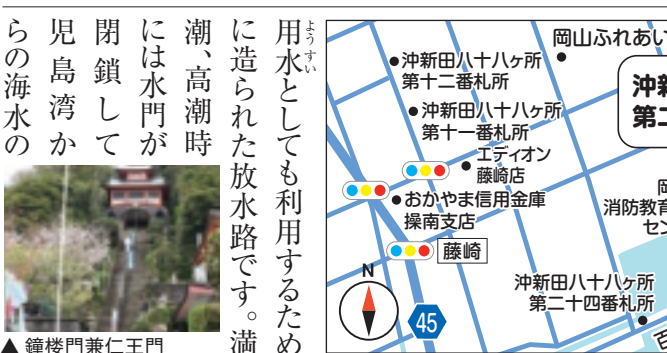 用水としても利用するため
ようすい
に造られた放水路です。満
潮、高潮時
には水門が
閉鎖して
児島湾か
らの海水の
▲ 鐘楼門兼仁王門
岡山ふれあい
沖新田八十八ヶ所
第十二番札所
沖新
第二
沖新田八十八ヶ所
第十一番札所
エディオン
藤崎店
おかやま信用金庫
操南支店
消防教育
セン
藤崎
N
45
沖新田八十八ヶ所
第二十四番札所